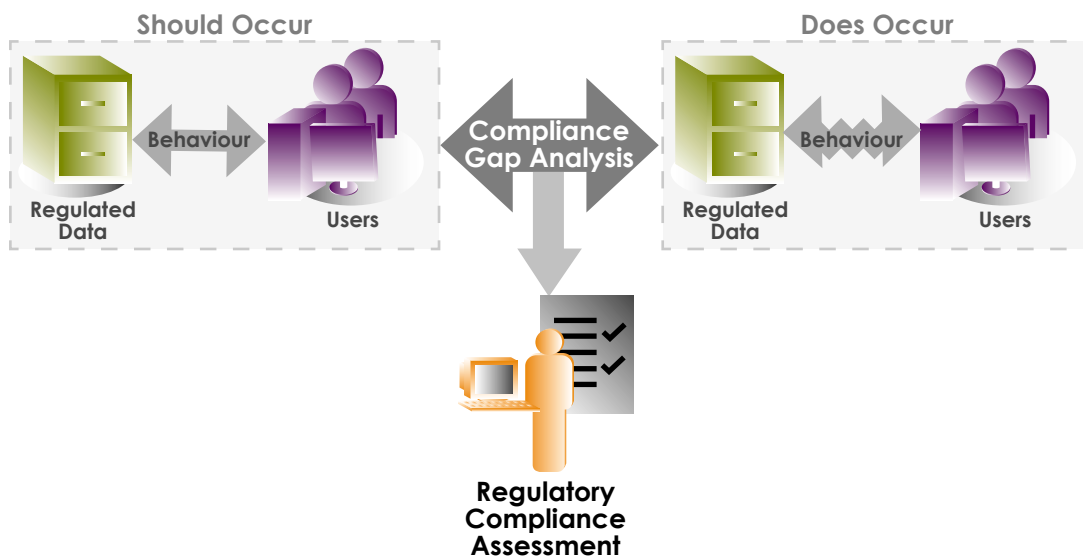 Should Occur
Does Occur
Behaviour
Compliance
Gap Analysis
Behaviour
Regulated
Data
Users
Regulated
Data
Users
Regulatory
Compliance
Assessment